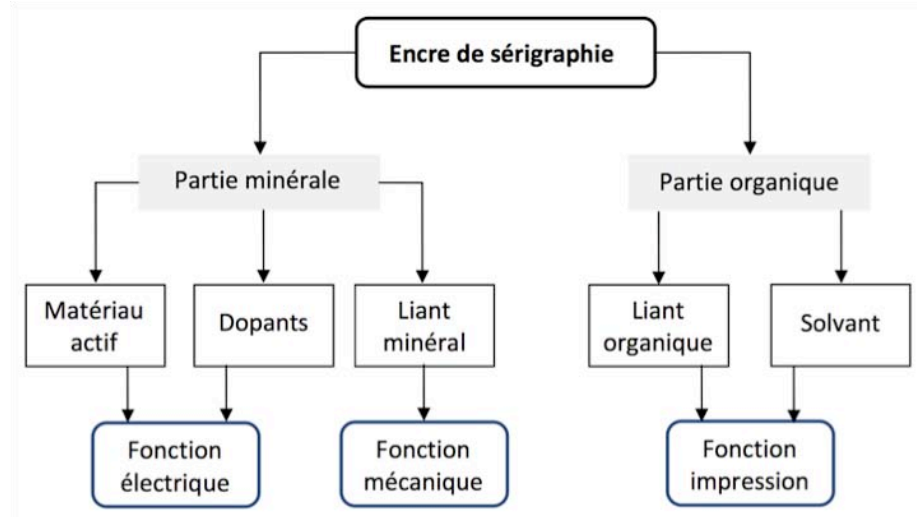 Encre de sérigraphie
Partie minérale
Partie organique
Matériau
actif
Dopants
Liant
minéral
Liant
organique
Solvant
Fonction
électrique
Fonction
mécanique
Fonction
impression